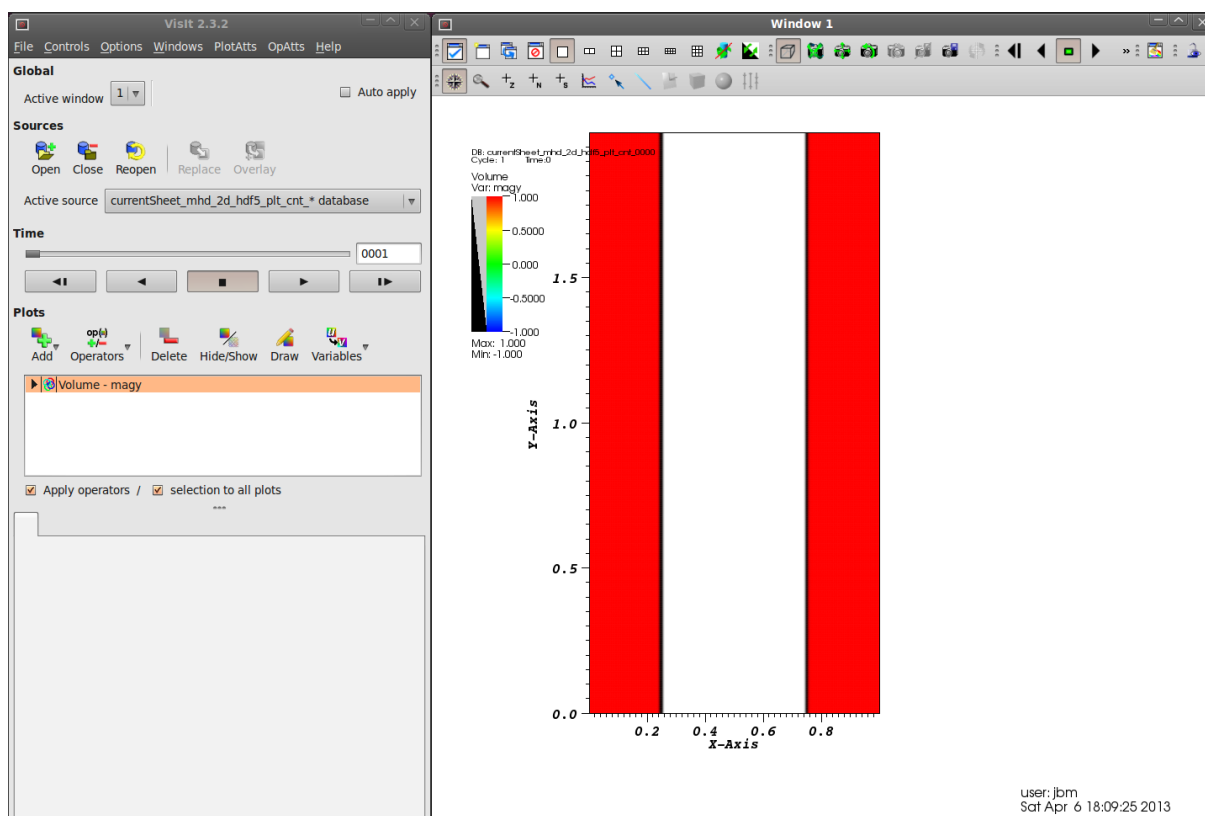 VisIt 2.3.2
File Controls Options Windows PlotAtts OpAtts Help
Global
Active window 1
Auto apply
Sources
Open Close Reopen Replace Overlay
Active source currentSheet_mhd_2d_hdf5_plt_cnt_* database
Time
0001
Plots
Add Operators Delete Hide/Show Draw Variables
Volume - magy
Apply operators / selection to all plots
Window 1
DB: currentSheet_mhd_2d_hdf5_plt_cnt_0000
Cycle: 1 Time:0
Volume
Var: magy
1.000
0.5000
0.000
-0.5000
-1.000
Max: 1.000
Min: -1.000
Y-Axis
1.5
1.0
0.5
0.0
0.2 0.4 0.6 0.8
X-Axis
user: jbm
Sat Apr 6 18:09:25 2013